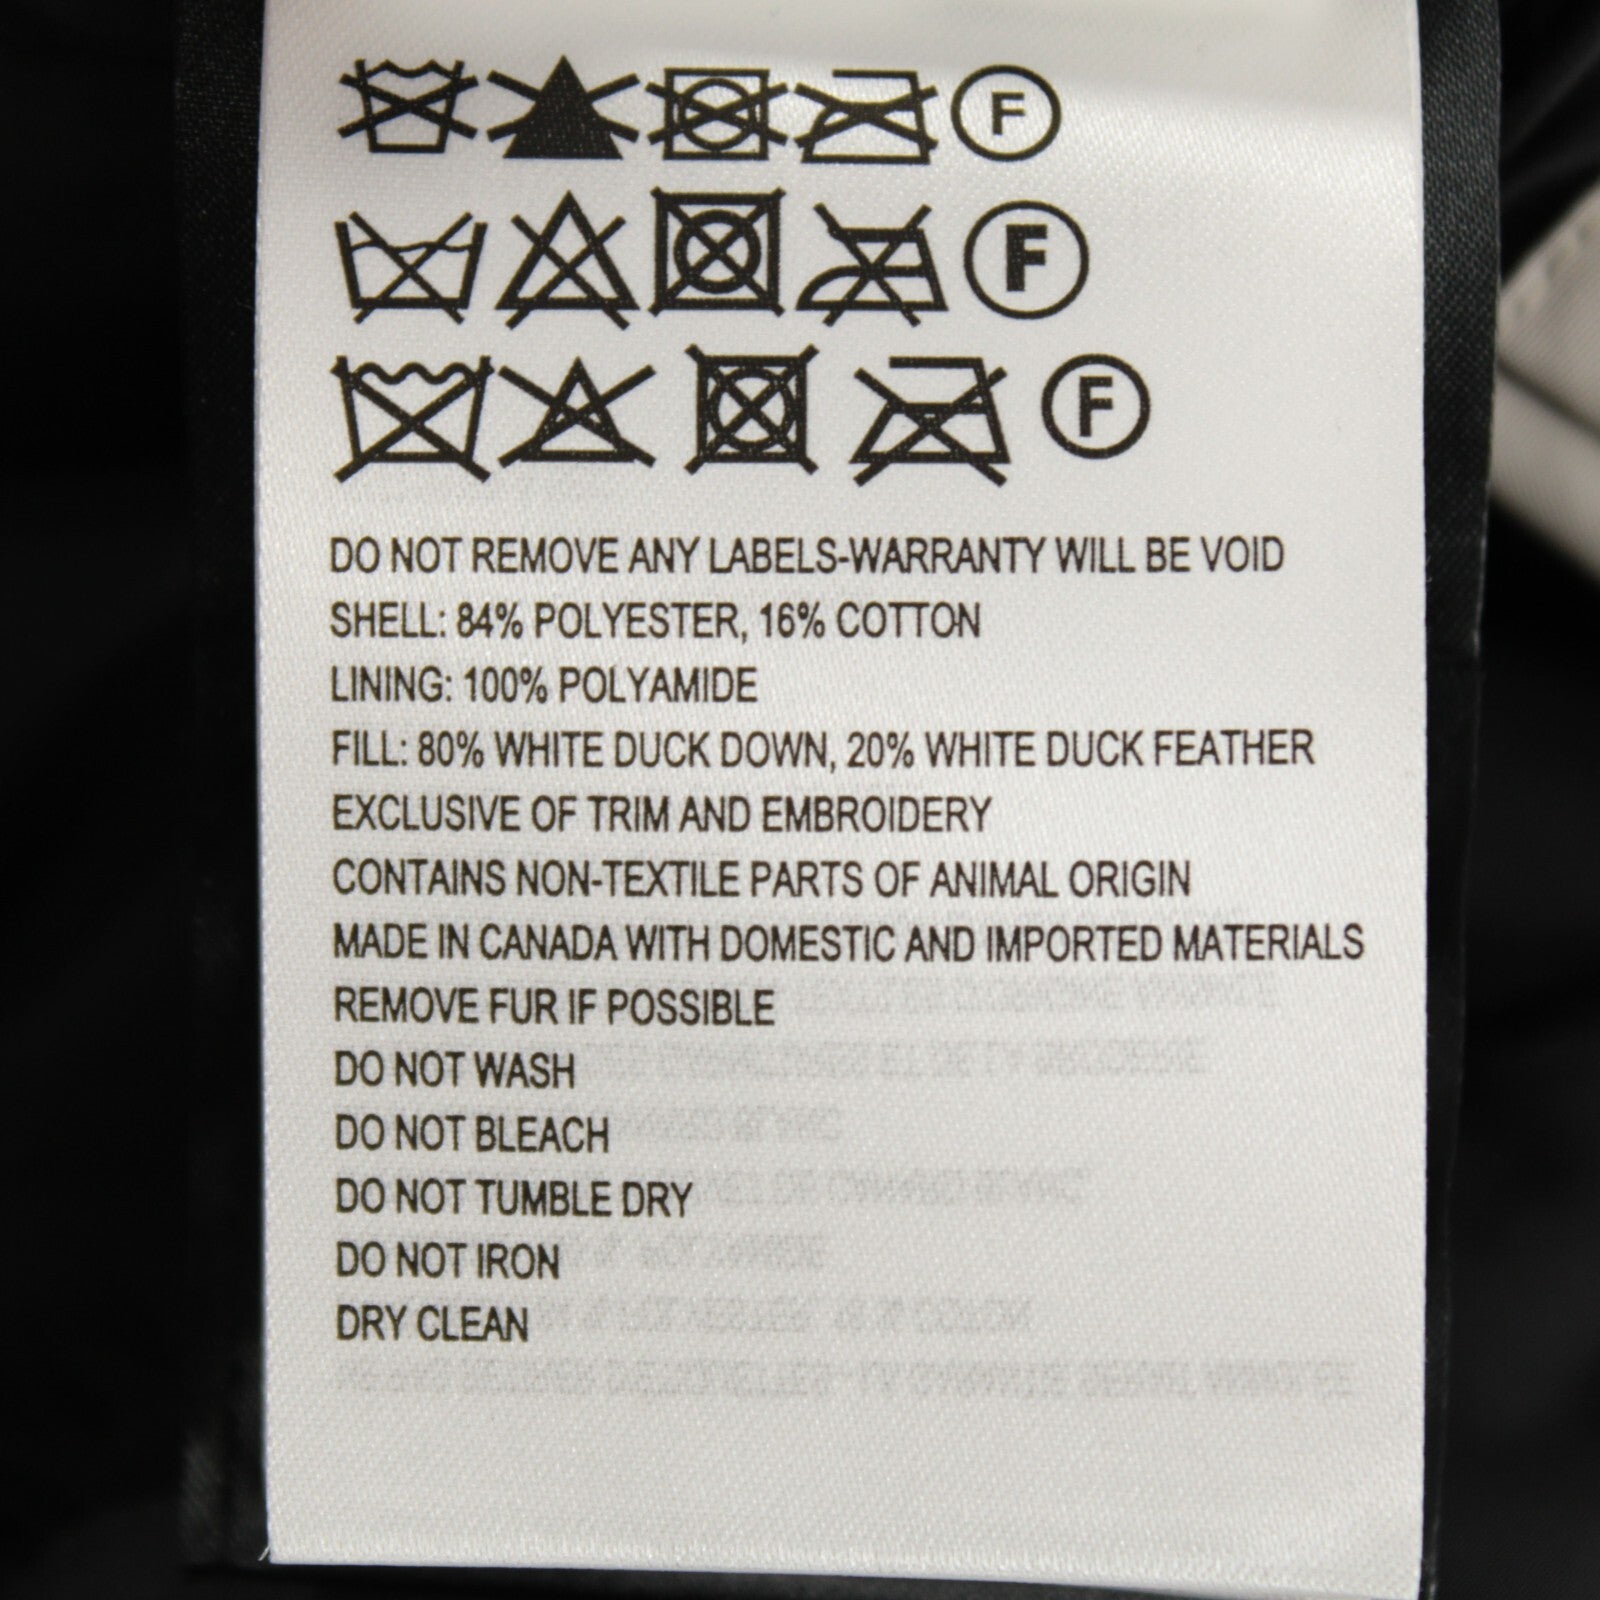 F
F
F
DO NOT REMOVE ANY LABELS-WARRANTY WILL BE VOID
SHELL: 84% POLYESTER, 16% COTTON
LINING: 100% POLYAMIDE
FILL: 80% WHITE DUCK DOWN, 20% WHITE DUCK FEATHER
EXCLUSIVE OF TRIM AND EMBROIDERY
CONTAINS NON-TEXTILE PARTS OF ANIMAL ORIGIN
MADE IN CANADA WITH DOMESTIC AND IMPORTED MATERIALS
REMOVE FUR IF POSSIBLE
DO NOT WASH
DO NOT BLEACH
DO NOT TUMBLE DRY
DO NOT IRON
DRY CLEAN